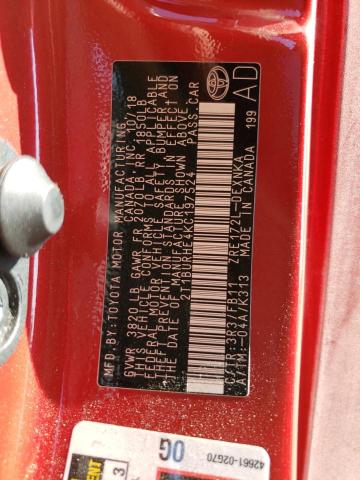 MFD.BY:TOYOTA MOTOR MANUFACTURING
CANADA, INC. 10/18
GVWR 3820 LB GAWR FR RR 1850LB
THIS VEHICLE CONFORMS TO ALL APPLICABLE
FEDERAL MOTOR VEHICLE SAFETY BUMPER AND
THEFT PREVENTION STANDARDS IN EFFECT ON
THE DATE OF MANUFACTURE SHOWN ABOVE.
2T1BURHE4KC197524 PASS.CAR
AD
C/TR:3R3/FB11 ZRE172L-DEXNKA
A/TM:-04A/K313 MADE IN CANADA 199
42661-02G70
OG
3